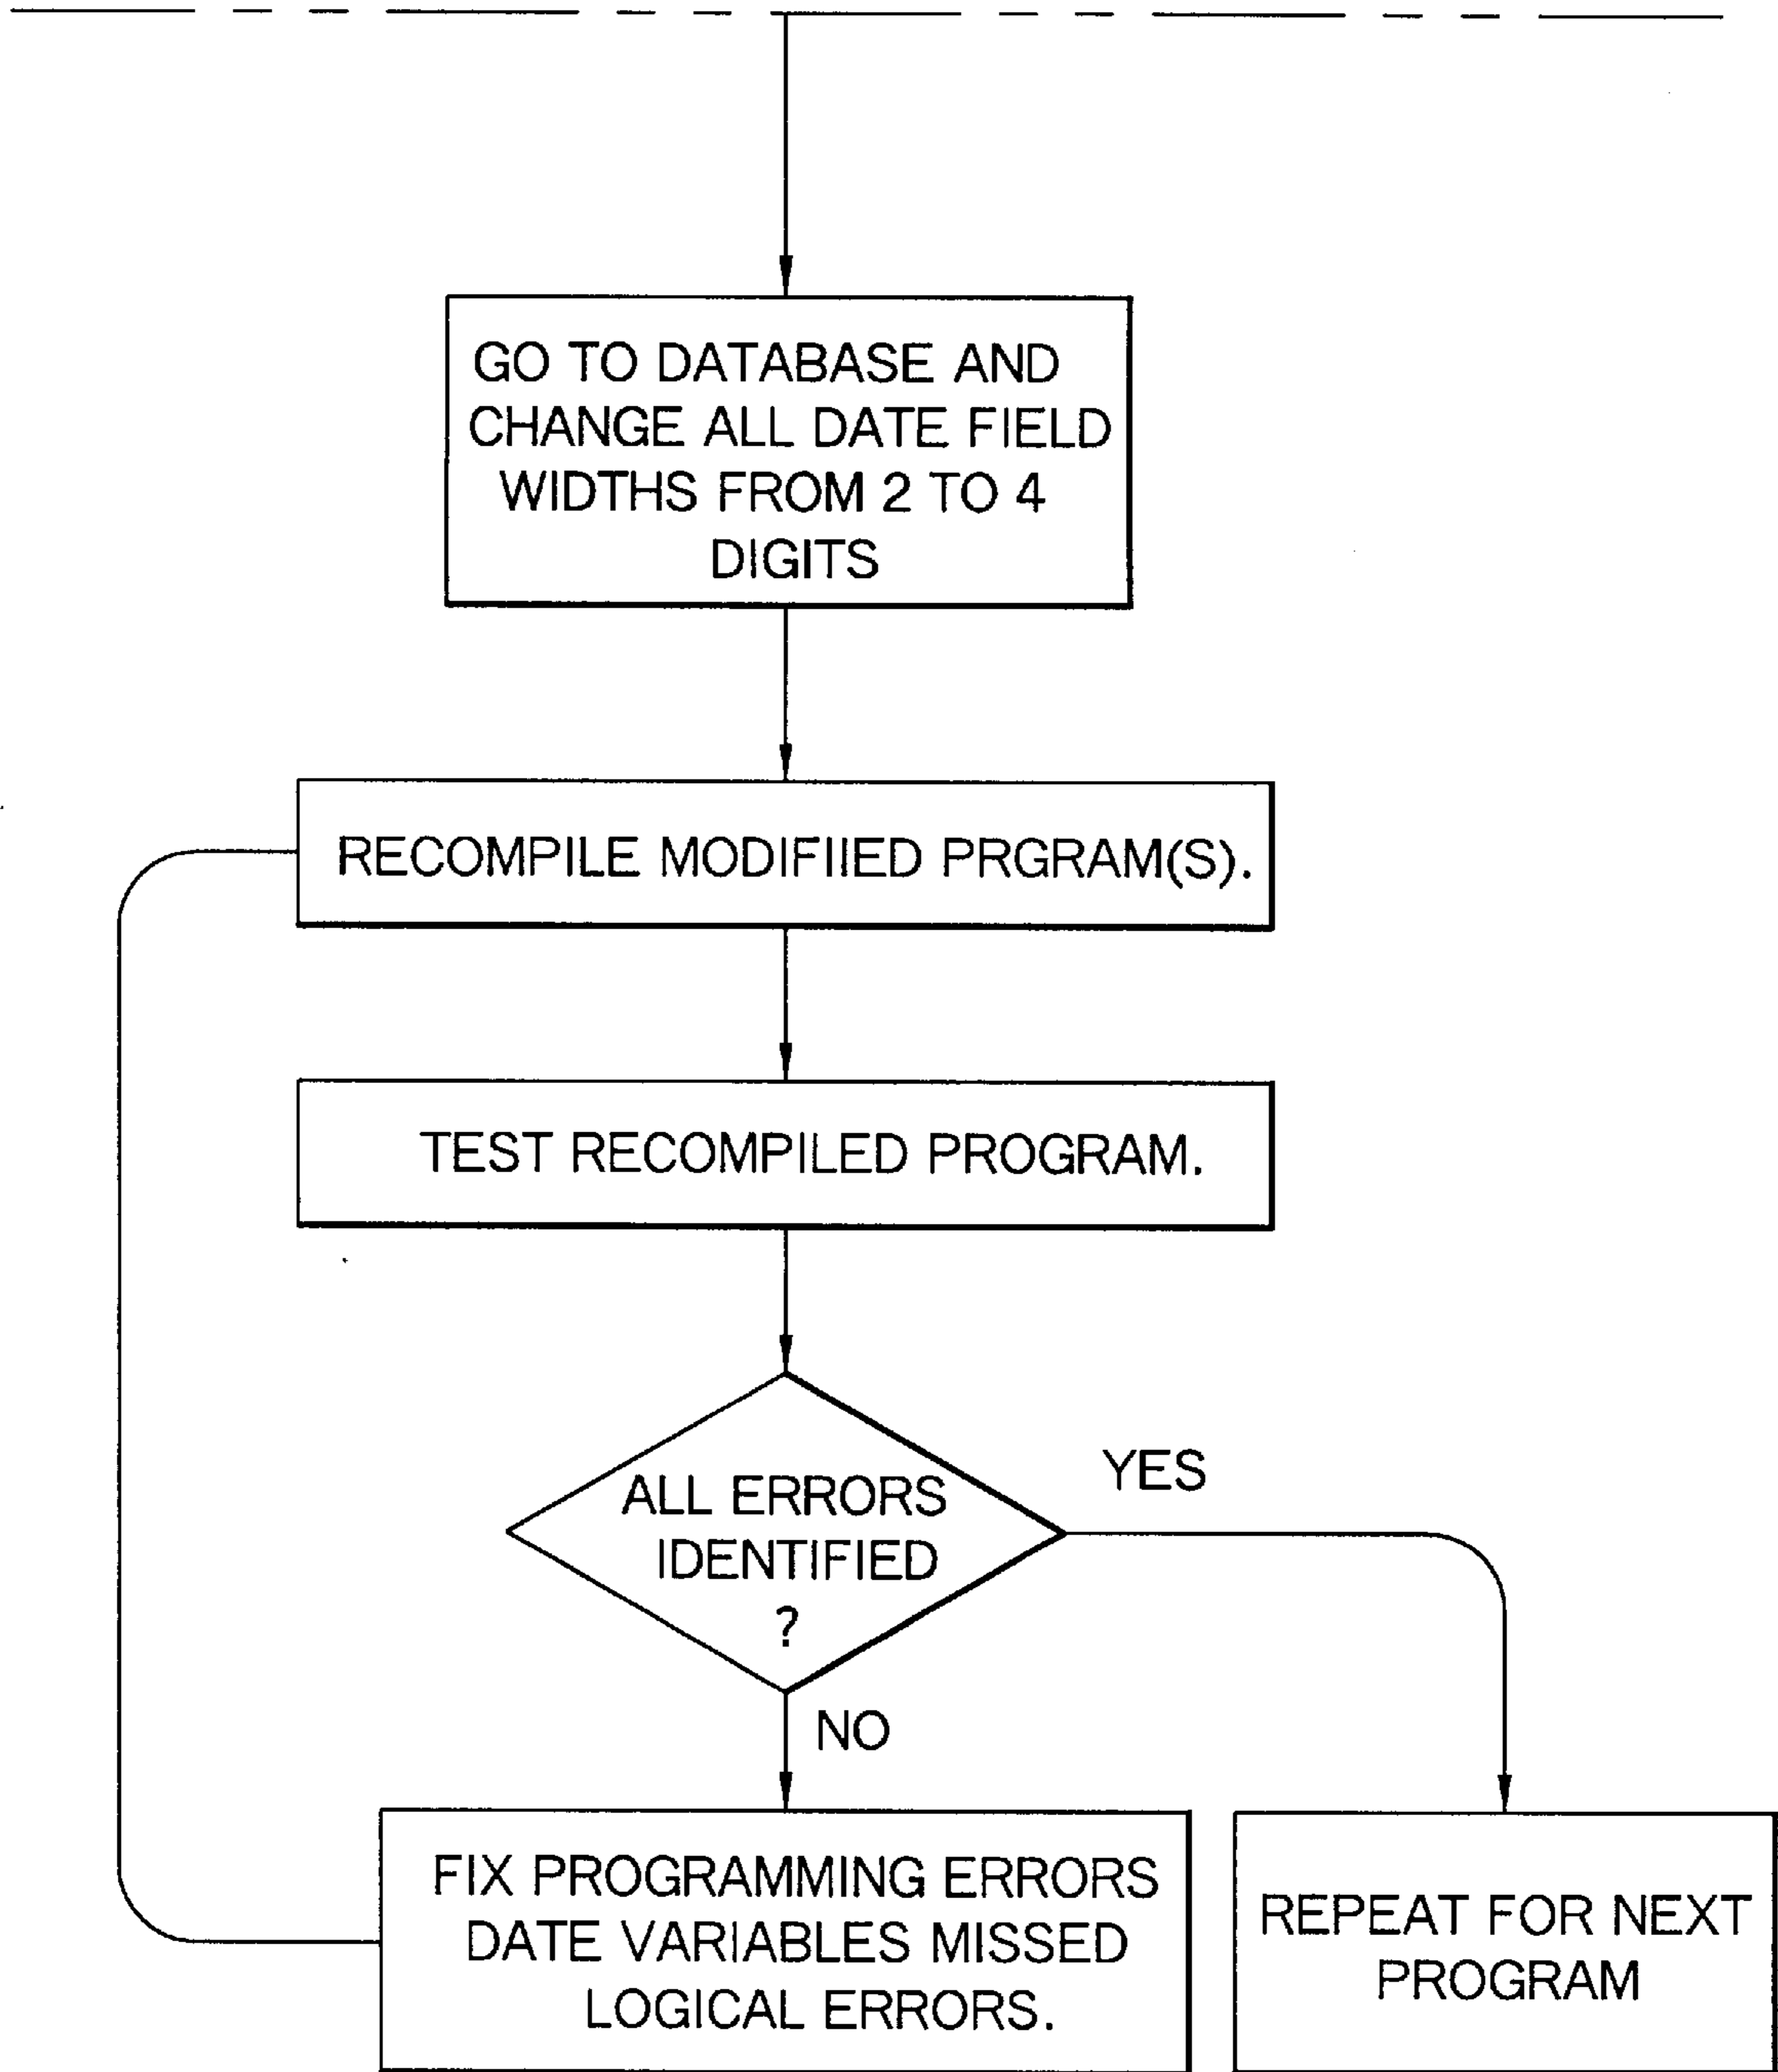 GO TO DATABASE AND
CHANGE ALL DATE FIELD
WIDTHS FROM 2 TO 4
DIGITS
RECOMPILE MODIFIIED PRGRAM(S).
TEST RECOMPILED PROGRAM.
ALL ERRORS
IDENTIFIED
?
YES
NO
FIX PROGRAMMING ERRORS
DATE VARIABLES MISSED
LOGICAL ERRORS.
REPEAT FOR NEXT
PROGRAM